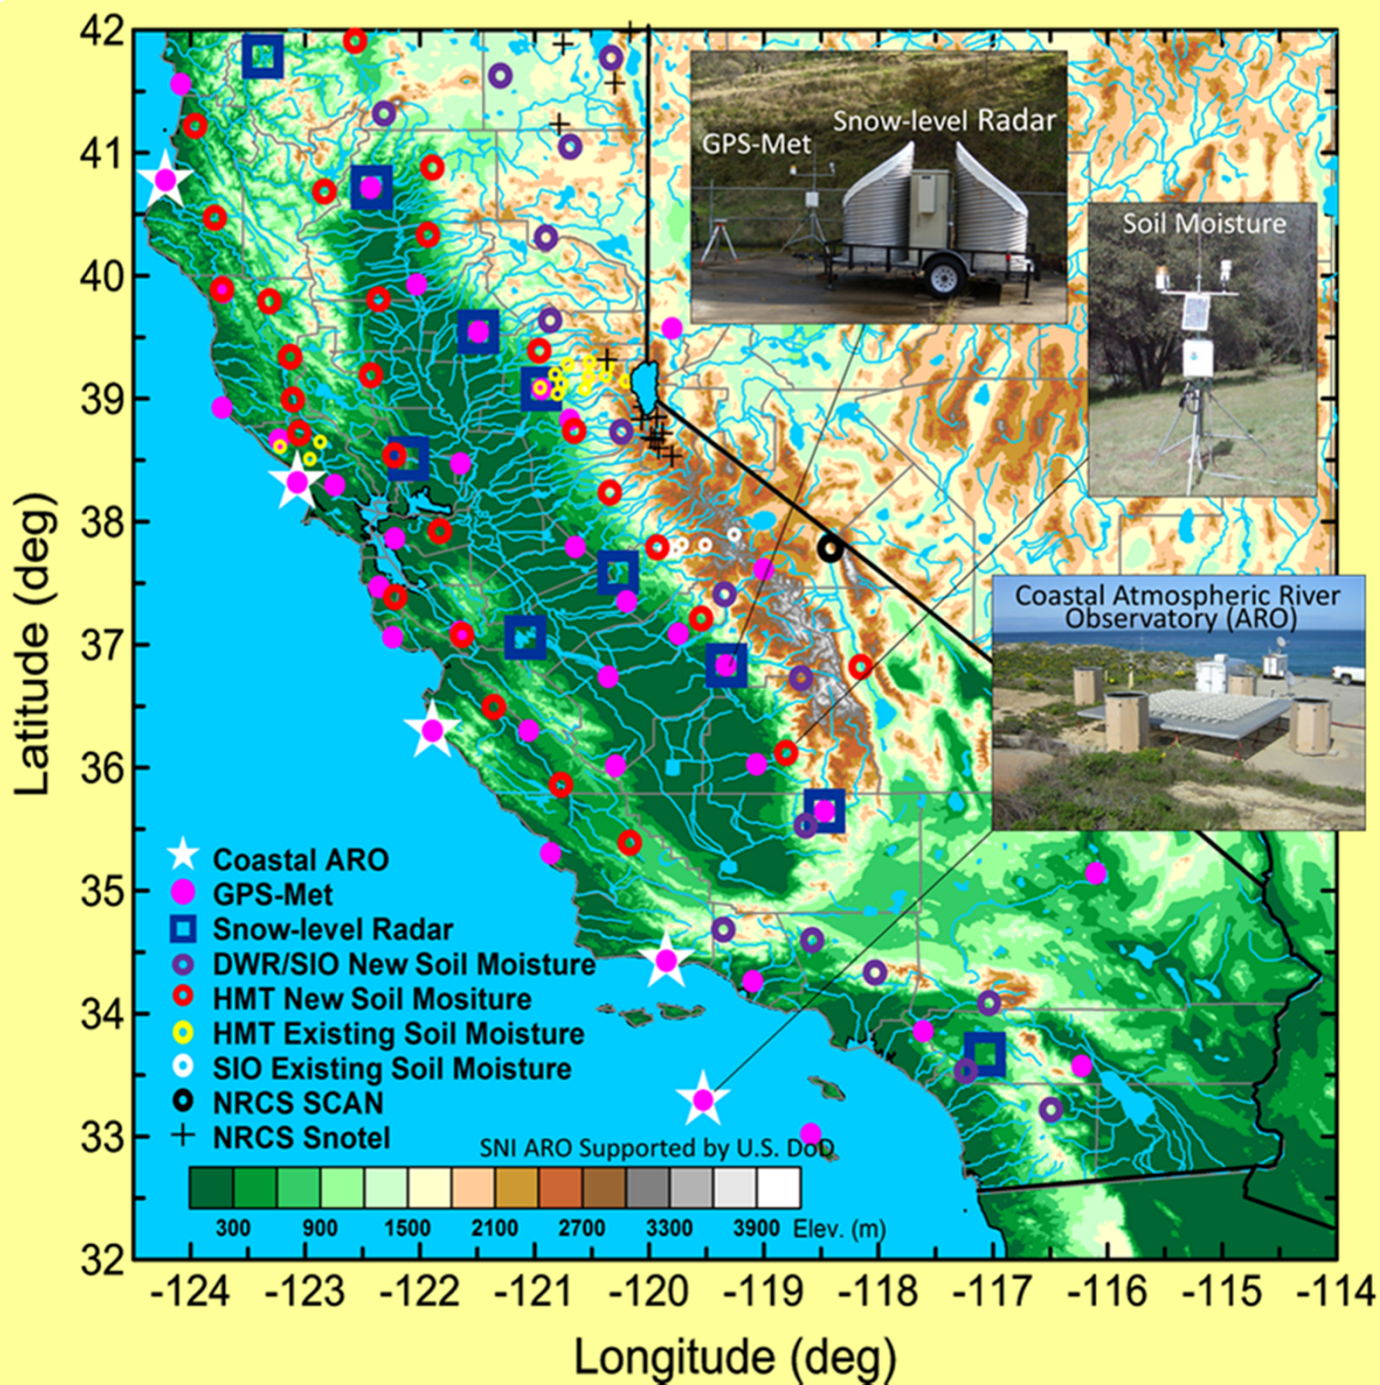 42
41
40
39
38
37
36
35
34
33
32
Latitude (deg)
GPS-Met
Snow-level Radar
Soil Moisture
Coastal Atmospheric River
Observatory (ARO)
Coastal ARO
GPS-Met
Snow-level Radar
DWR/SIO New Soil Moisture
HMT New Soil Mositure
HMT Existing Soil Moisture
SIO Existing Soil Moisture
NRCS SCAN
NRCS Snotel
SNI ARO Supported by U.S. DoD
300 900 1500 2100 2700 3300 3900 Elev. (m)
-124 -123 -122 -121 -120 -119 -118 -117 -116 -115 -114
Longitude (deg)